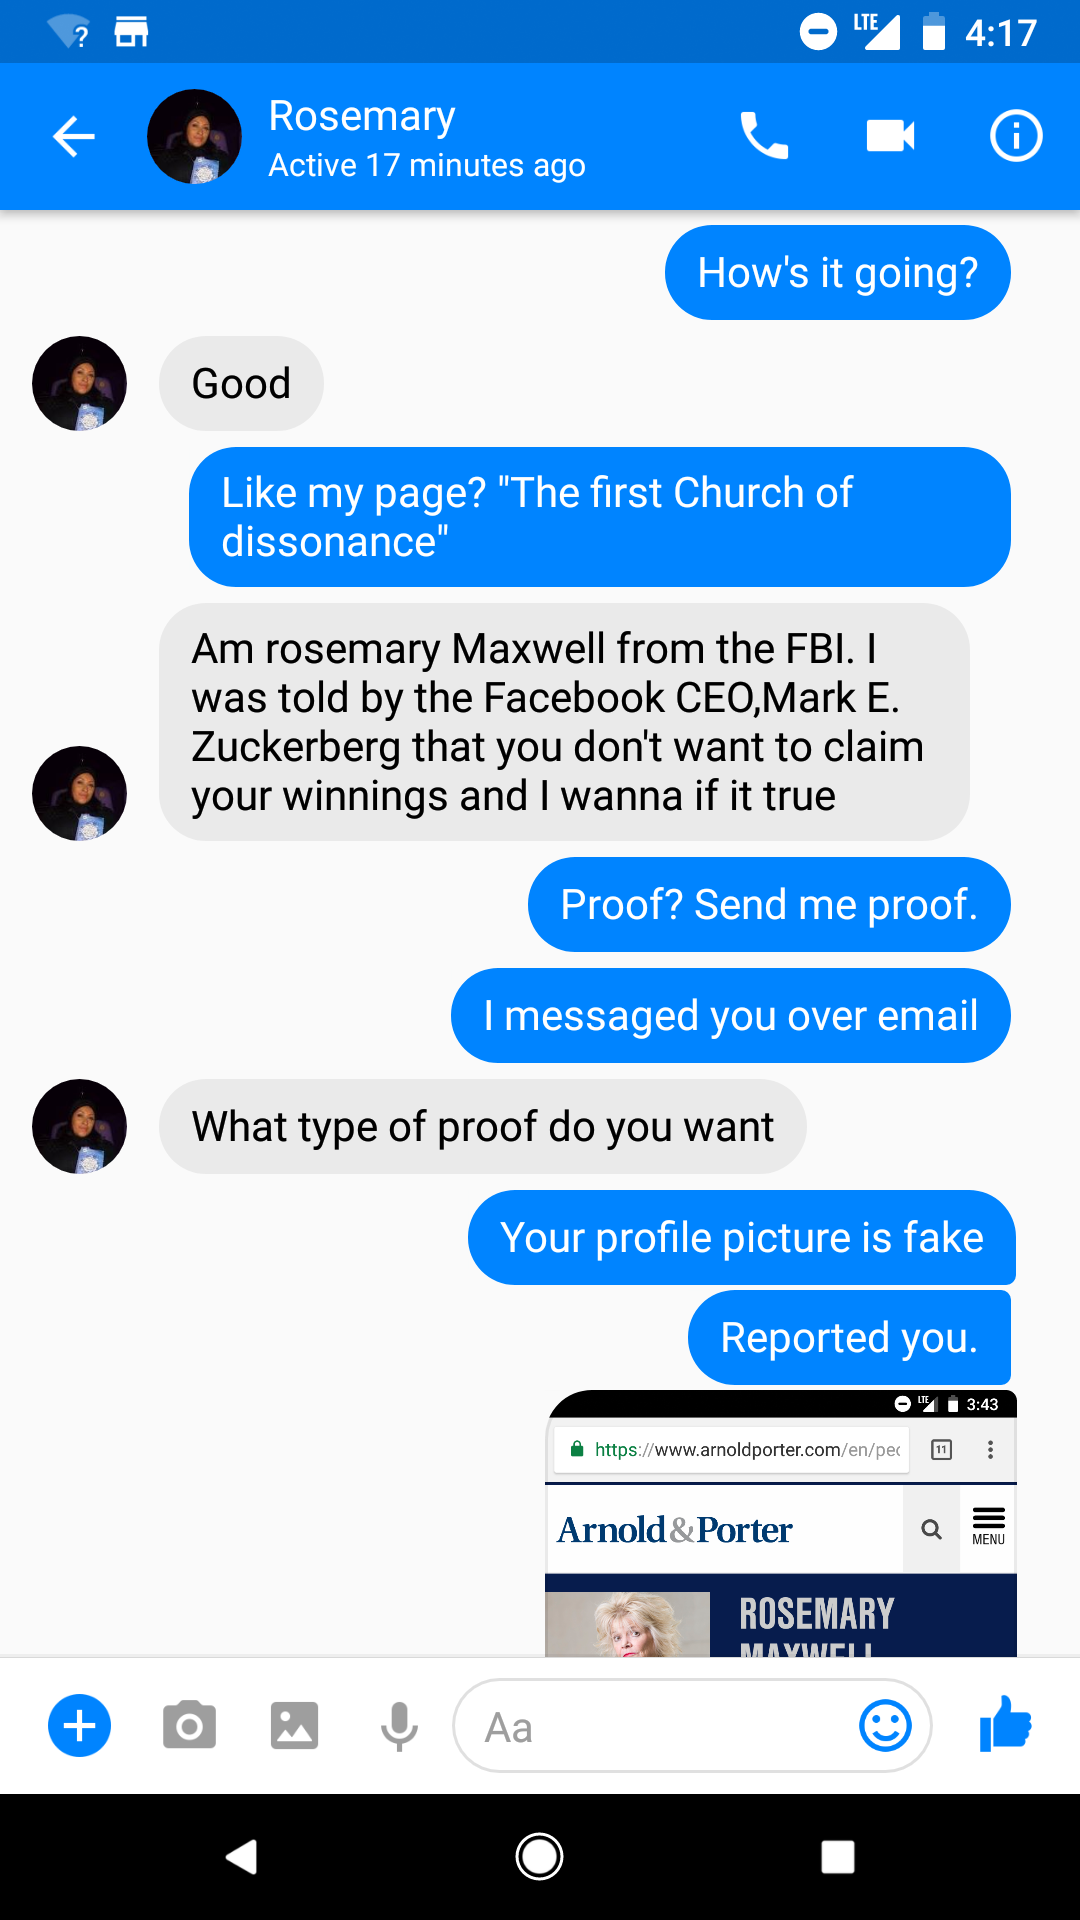 ?
LTE
4:17
Rosemary
Active 17 minutes ago
How's it going?
Good
Like my page? "The first Church of
dissonance"
Am rosemary Maxwell from the FBI. I
was told by the Facebook CEO,Mark E.
Zuckerberg that you don't want to claim
your winnings and I wanna if it true
Proof? Send me proof.
I messaged you over email
What type of proof do you want
Your profile picture is fake
Reported you.
LTE 3:43
https://www.arnoldporter.com/en/pec
11
Arnold&Porter
MENU
ROSEMARY
MAXWELL
Aa